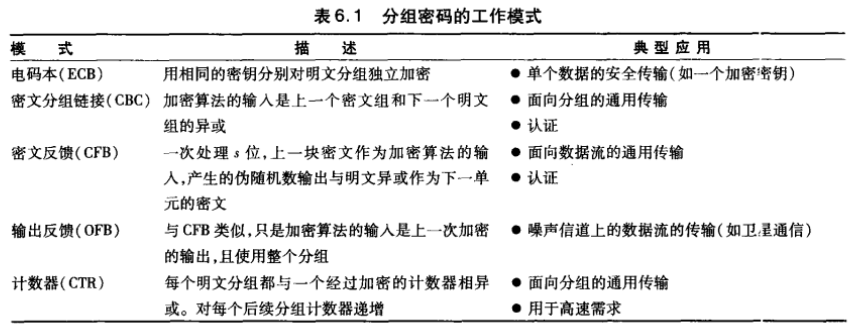 表6.1 分组密码的工作模式
模 式 描 述 典型应用
电码本(ECB) 用相同的密钥分别对明文分组独立加密 ● 单个数据的安全传输(如一个加密密钥)
密文分组链接(CBC) 加密算法的输入是上一个密文组和下一个明文 ● 面向分组的通用传输
组的异或 ● 认证
密文反馈(CFB) 一次处理 s 位,上一块密文作为加密算法的输 ● 面向数据流的通用传输
入,产生的伪随机数输出与明文异或作为下一单 ● 认证
元的密文
输出反馈(OFB) 与 CFB 类似,只是加密算法的输入是上一次加密 ● 噪声信道上的数据流的传输(如卫星通信)
的输出,且使用整个分组
计数器(CTR) 每个明文分组都与一个经过加密的计数器相异 ● 面向分组的通用传输
或。对每个后续分组计数器递增 ● 用于高速需求